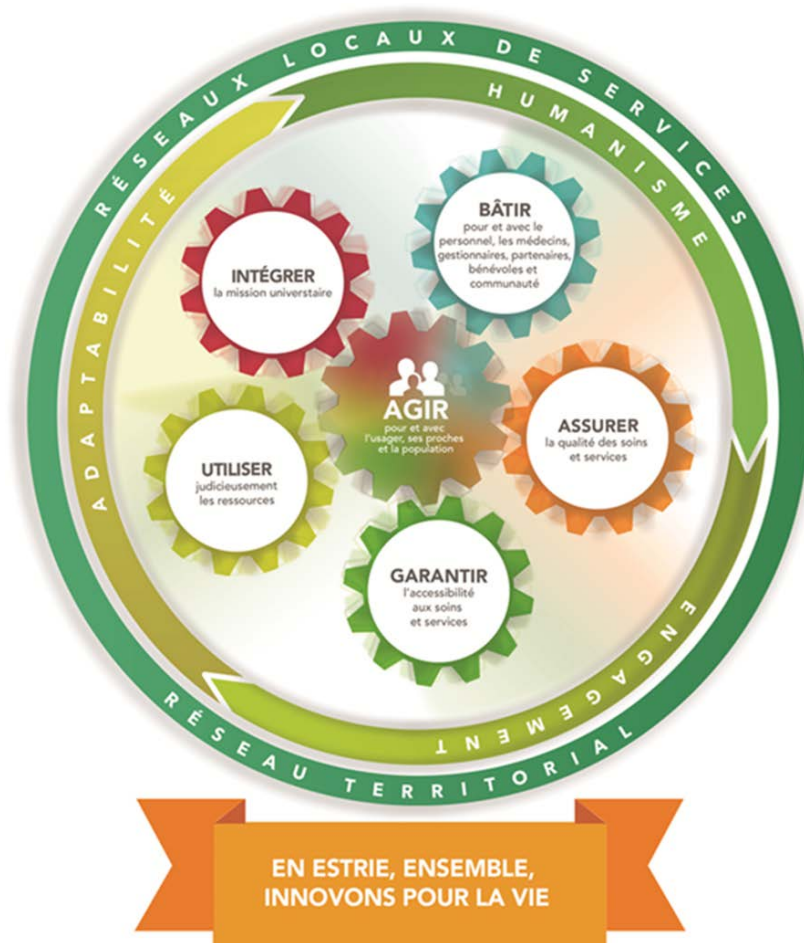 RÉSEAUX LOCAUX DE SERVICES
HUMANISME
ADAPTABILITÉ
BÂTIR
pour et avec le
personnel, les médecins,
gestionnaires, partenaires,
bénévoles et
communauté
INTÉGRER
la mission universtaire
AGIR
pour et avec
l'usager, ses proches
et la population
ASSURER
la qualité des soins
et services
UTILISER
judicieusement
les ressources
GARANTIR
l'accessibilité
aux soins
et services
ENGAGEMENT
RÉSEAU TERRITORIAL
EN ESTRIE, ENSEMBLE,
INNOVONS POUR LA VIE